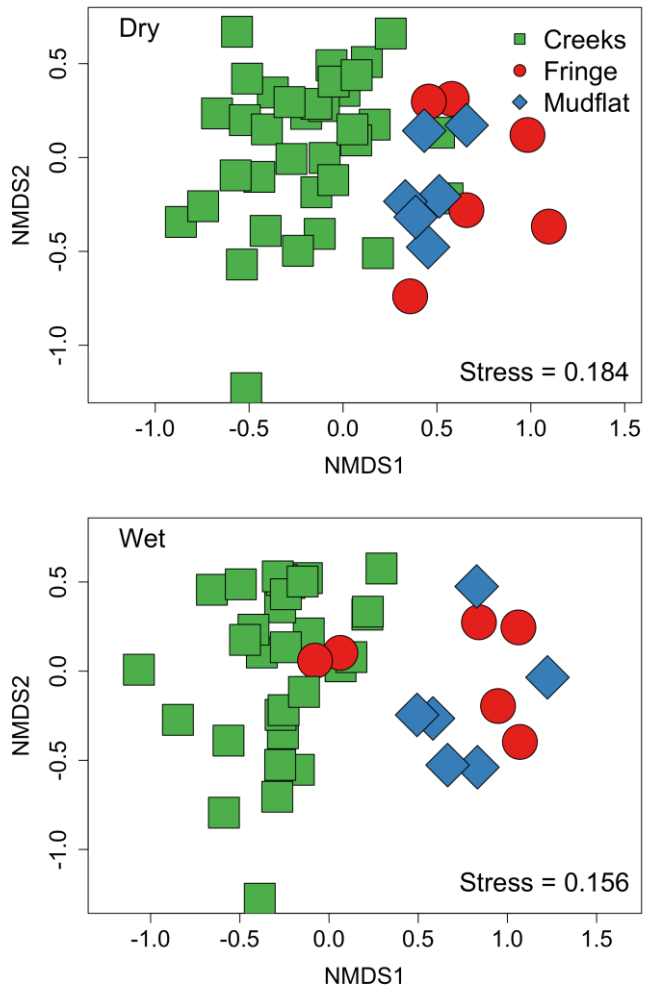 Dry
Creeks
Fringe
Mudflat
0.5
0.0
-0.5
-1.0
NMDS2
Stress = 0.184
-1.0 -0.5 0.0 0.5 1.0 1.5
NMDS1
Wet
0.5
0.0
-0.5
-1.0
NMDS2
Stress = 0.156
-1.0 -0.5 0.0 0.5 1.0 1.5
NMDS1